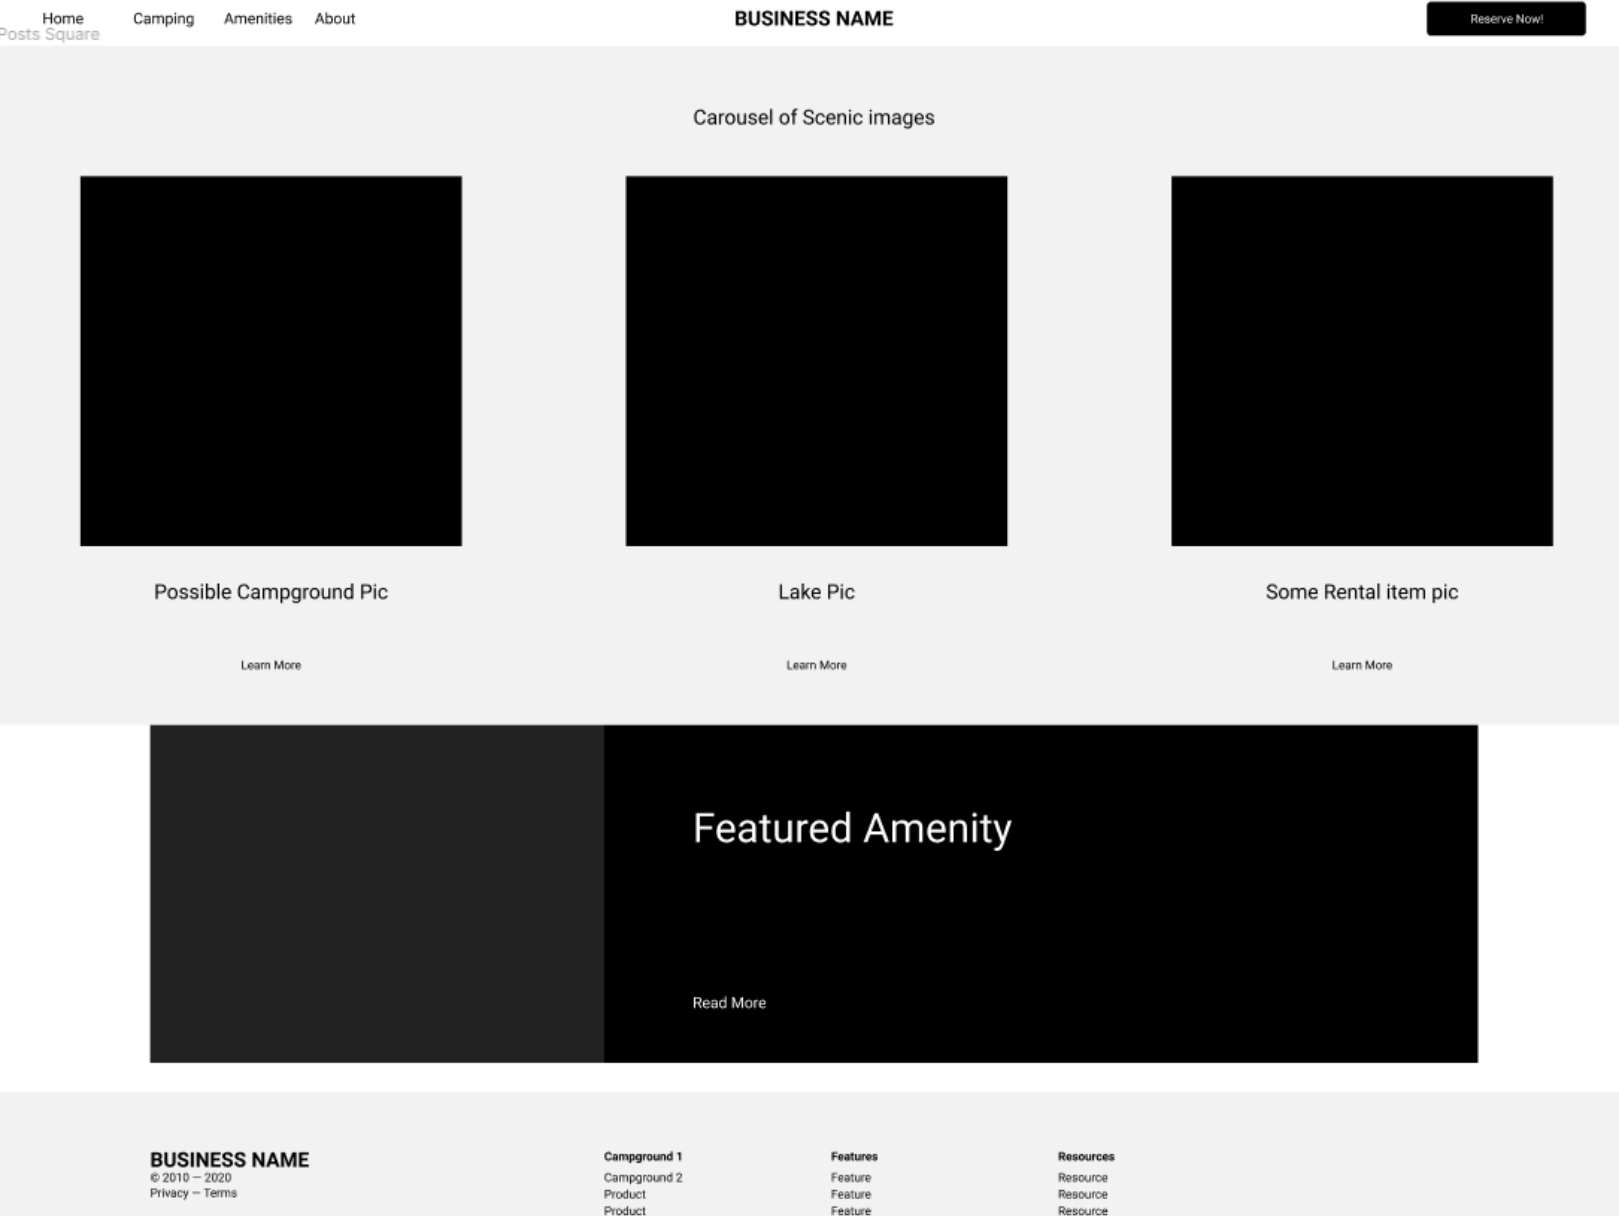 Home Camping Amenities About BUSINESS NAME Reserve Now!
Posts Square
Carousel of Scenic images
Possible Campground Pic Lake Pic Some Rental item pic
Learn More Learn More Learn More
Featured Amenity
Read More
BUSINESS NAME Campground 1 Features Resources
© 2010 — 2020 Campground 2 Feature Resource
Privacy — Terms Product Feature Resource
Product Feature Resource